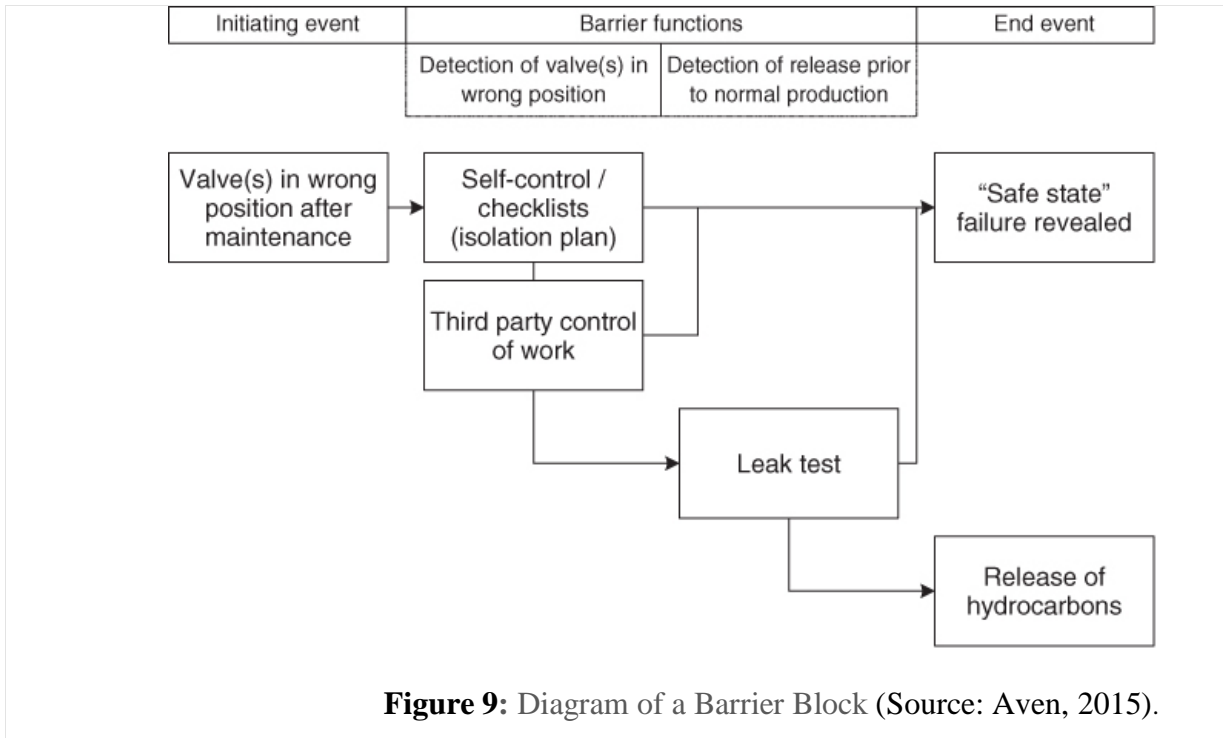 Initiating event
Barrier functions
End event
Detection of valve(s) in
wrong position
Detection of release prior
to normal production
Valve(s) in wrong
position after
maintenance
Self-control /
checklists
(isolation plan)
“Safe state”
failure revealed
Third party control
of work
Leak test
Release of
hydrocarbons
Figure 9: Diagram of a Barrier Block (Source: Aven, 2015).